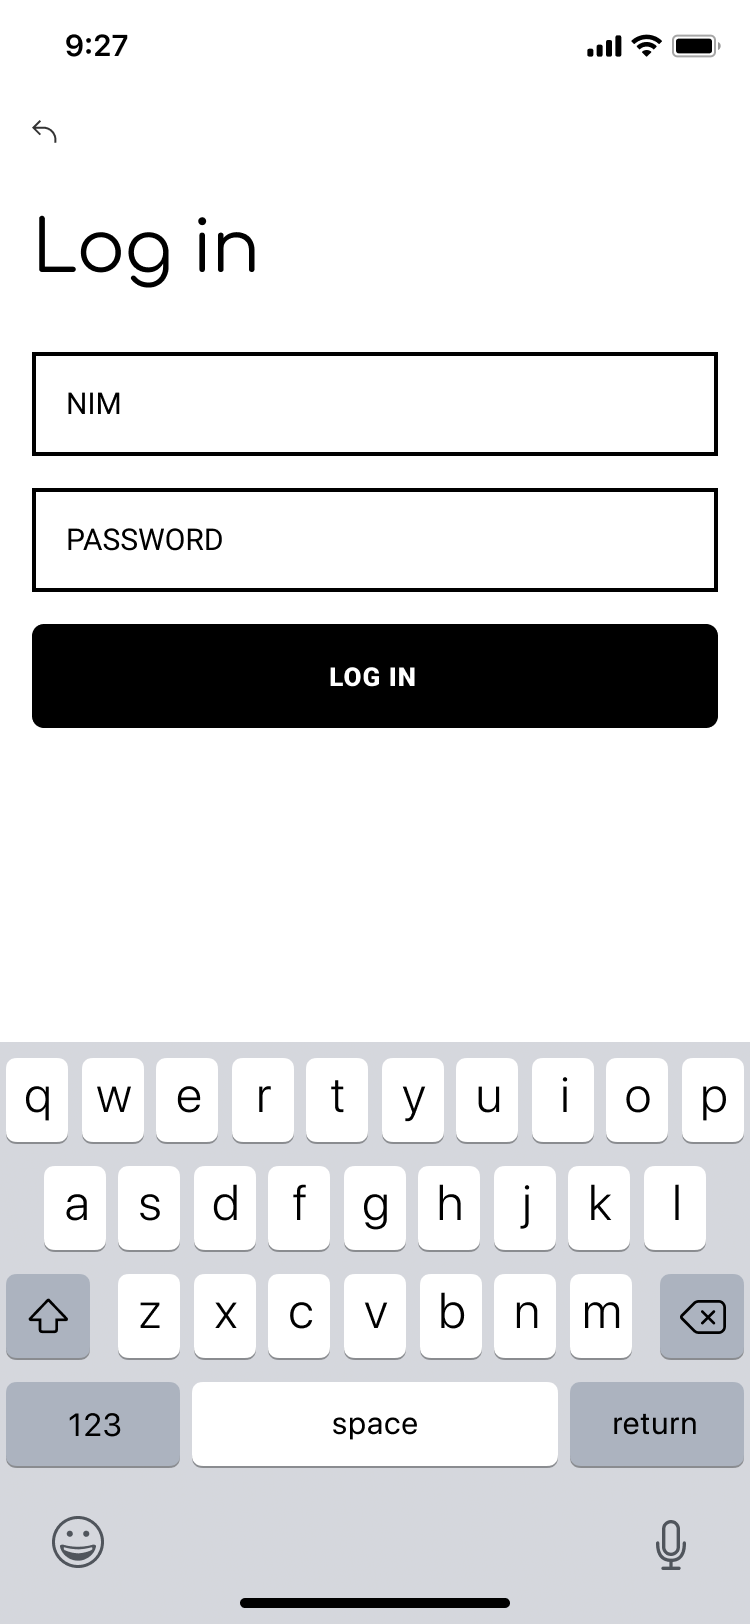 9:27
Log in
NIM
PASSWORD
LOG IN
q w e r t y u i o p
a s d f g h j k l
z x c v b n m
123 space return